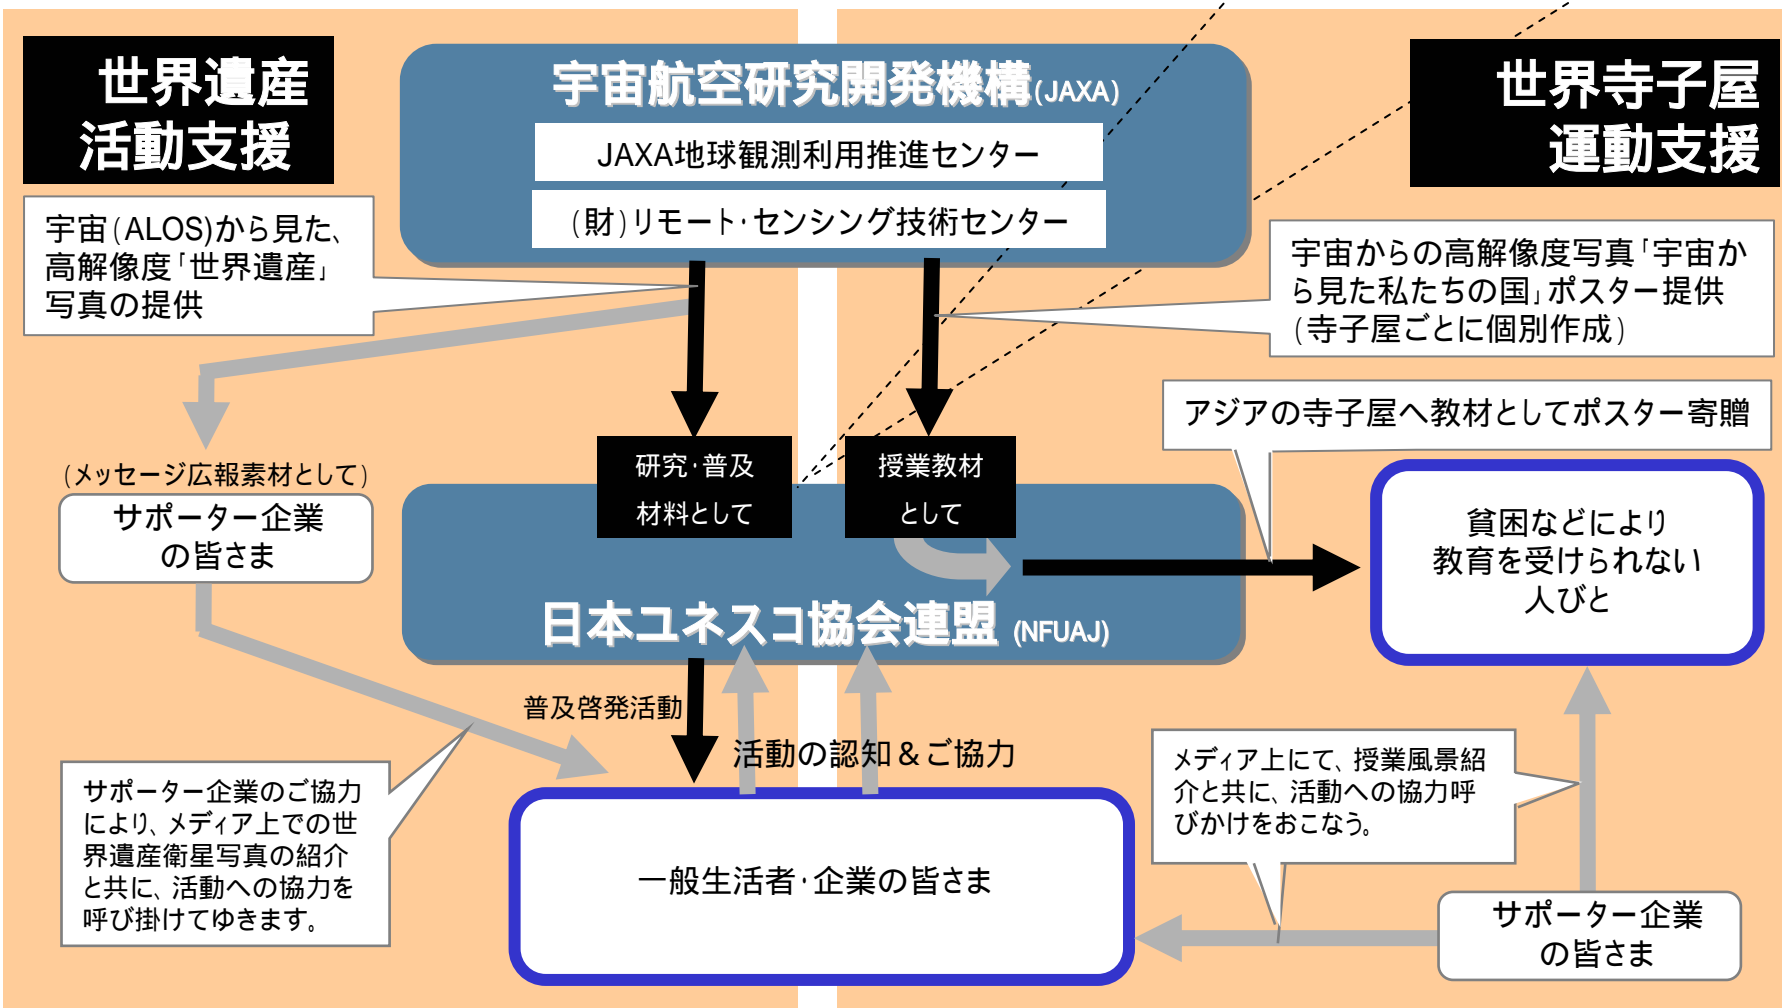 世界遺産
活動支援
宇宙航空研究開発機構(JAXA)
JAXA地球観測利用推進センター
(財)リモート・センシング技術センター
世界寺子屋
運動支援
宇宙(ALOS)から見た、
高解像度「世界遺産」
写真の提供
宇宙からの高解像度写真「宇宙か
ら見た私たちの国」ポスター提供
(寺子屋ごとに個別作成)
アジアの寺子屋へ教材としてポスター寄贈
(メッセージ広報素材として)
サポーター企業
の皆さま
研究・普及
材料として
授業教材
として
日本ユネスコ協会連盟 (NFUAJ)
貧困などにより
教育を受けられない
人びと
普及啓発活動
活動の認知&ご協力
サポーター企業のご協力
により、メディア上での世
界遺産衛星写真の紹介
と共に、活動への協力を
呼び掛けてゆきます。
一般生活者・企業の皆さま
メディア上にて、授業風景紹
介と共に、活動への協力呼
びかけをおこなう。
サポーター企業
の皆さま